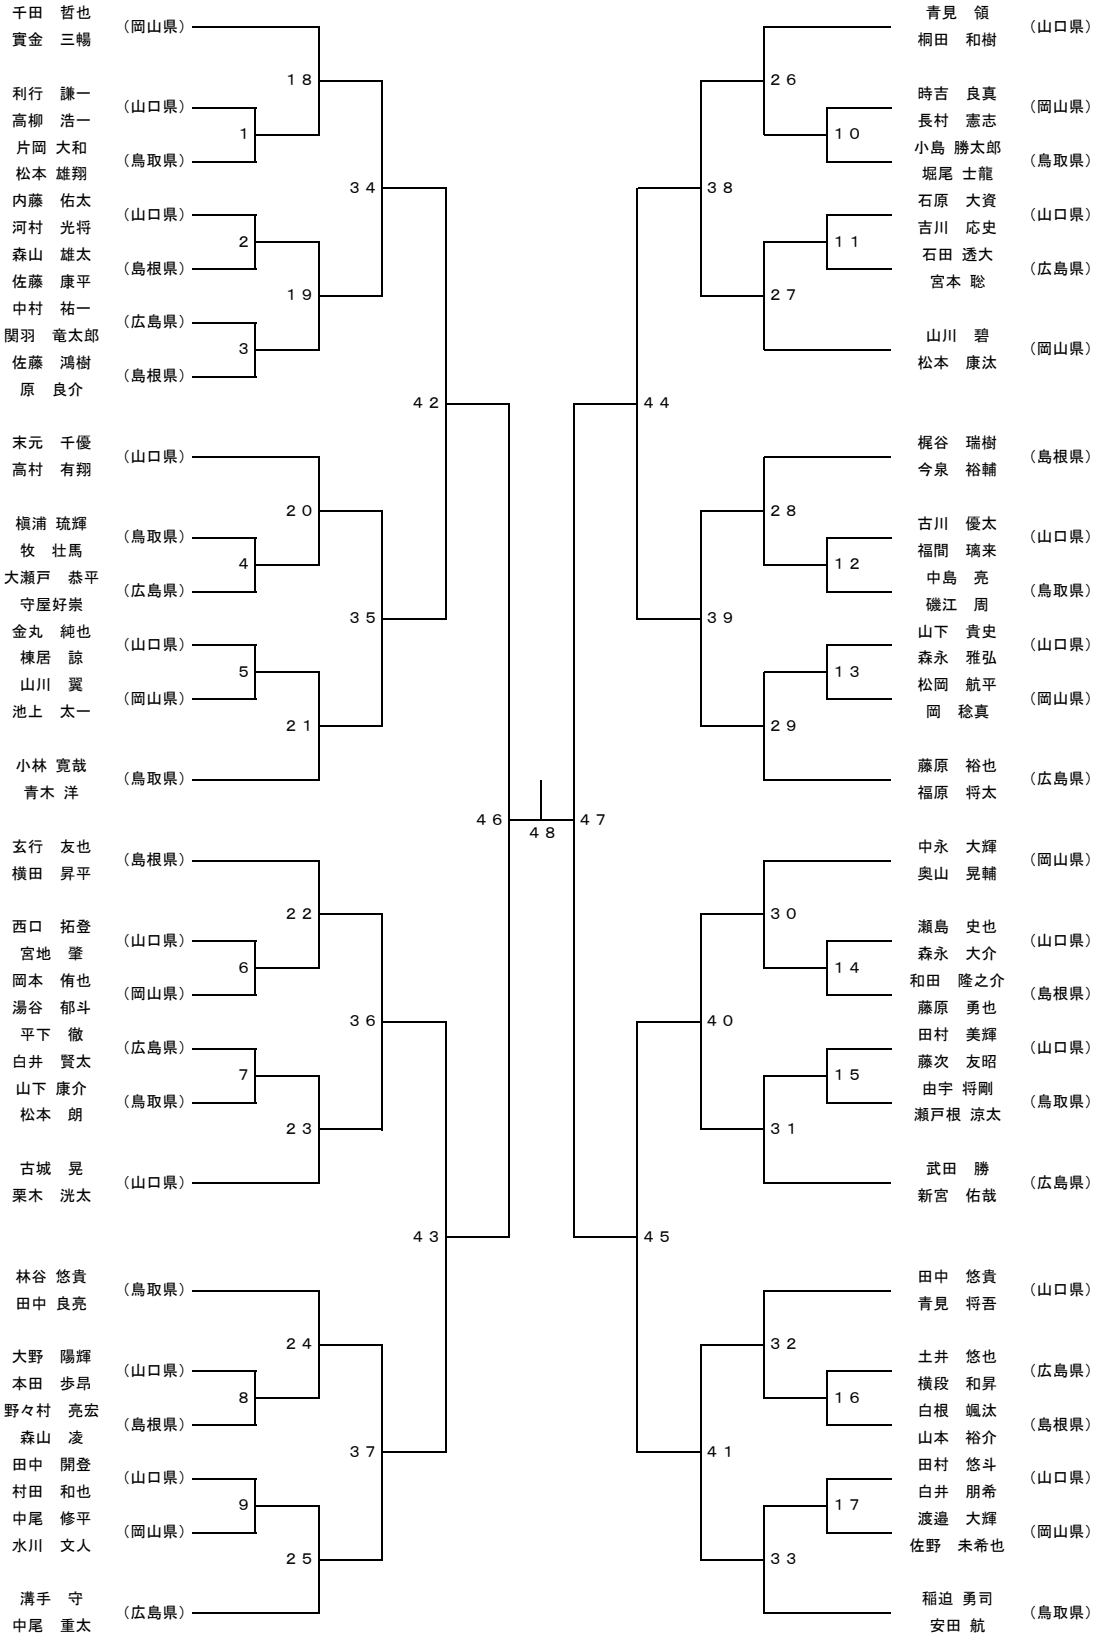 千田　哲也
（岡山県）
實金　三暢
18
利行　謙一
（山口県）
高柳　浩一
1
片岡 大和
（鳥取県）
松本 雄翔
34
内藤　佑太
（山口県）
河村　光将
2
森山　雄太
（島根県）
佐藤　康平
19
中村　祐一
（広島県）
関羽　竜太郎
3
佐藤　鴻樹
（島根県）
原　良介
42
末元　千優
（山口県）
高村　有翔
20
槇浦 琉輝
（鳥取県）
牧　壮馬
4
大瀬戸　恭平
（広島県）
守屋好崇
35
金丸　純也
（山口県）
棟居　諒
5
山川　翼
（岡山県）
池上　太一
21
小林 寛哉
（鳥取県）
青木 洋
46
玄行　友也
（島根県）
横田　昇平
22
西口　拓登
（山口県）
宮地　肇
6
岡本　侑也
（岡山県）
湯谷　郁斗
36
平下　徹
（広島県）
白井　賢太
7
山下 康介
（鳥取県）
松本　朗
23
古城　晃
（山口県）
栗木　洸太
43
林谷 悠貴
（鳥取県）
田中 良亮
24
大野　陽輝
（山口県）
本田　歩昂
8
野々村　亮宏
（島根県）
森山　凌
37
田中　開登
（山口県）
村田　和也
9
中尾　修平
（岡山県）
水川　文人
25
溝手　守
（広島県）
中尾　重太
48
青見　領
（山口県）
桐田　和樹
26
時吉　良真
（岡山県）
長村　憲志
10
小島 勝太郎
（鳥取県）
堀尾 士龍
38
石原　大資
（山口県）
吉川　応史
11
石田 透大
（広島県）
宮本 聡
27
山川　碧
（岡山県）
松本　康汰
44
梶谷　瑞樹
（島根県）
今泉　裕輔
28
古川　優太
（山口県）
福間　璃来
12
中島　亮
（鳥取県）
磯江　周
39
山下　貴史
（山口県）
森永　雅弘
13
松岡　航平
（岡山県）
岡　稔真
29
藤原　裕也
（広島県）
福原　将太
47
中永　大輝
（岡山県）
奥山　晃輔
30
瀬島　史也
（山口県）
森永　大介
14
和田　隆之介
（島根県）
藤原　勇也
40
田村　美輝
（山口県）
藤次　友昭
15
由宇 将剛
（鳥取県）
瀬戸根 涼太
31
武田　勝
（広島県）
新宮　佑哉
45
田中　悠貴
（山口県）
青見　将吾
32
土井　悠也
（広島県）
横段　和昇
16
白根　颯汰
（島根県）
山本　裕介
41
田村　悠斗
（山口県）
白井　朋希
17
渡邉　大輝
（岡山県）
佐野　未希也
33
稲迫 勇司
（鳥取県）
安田 航